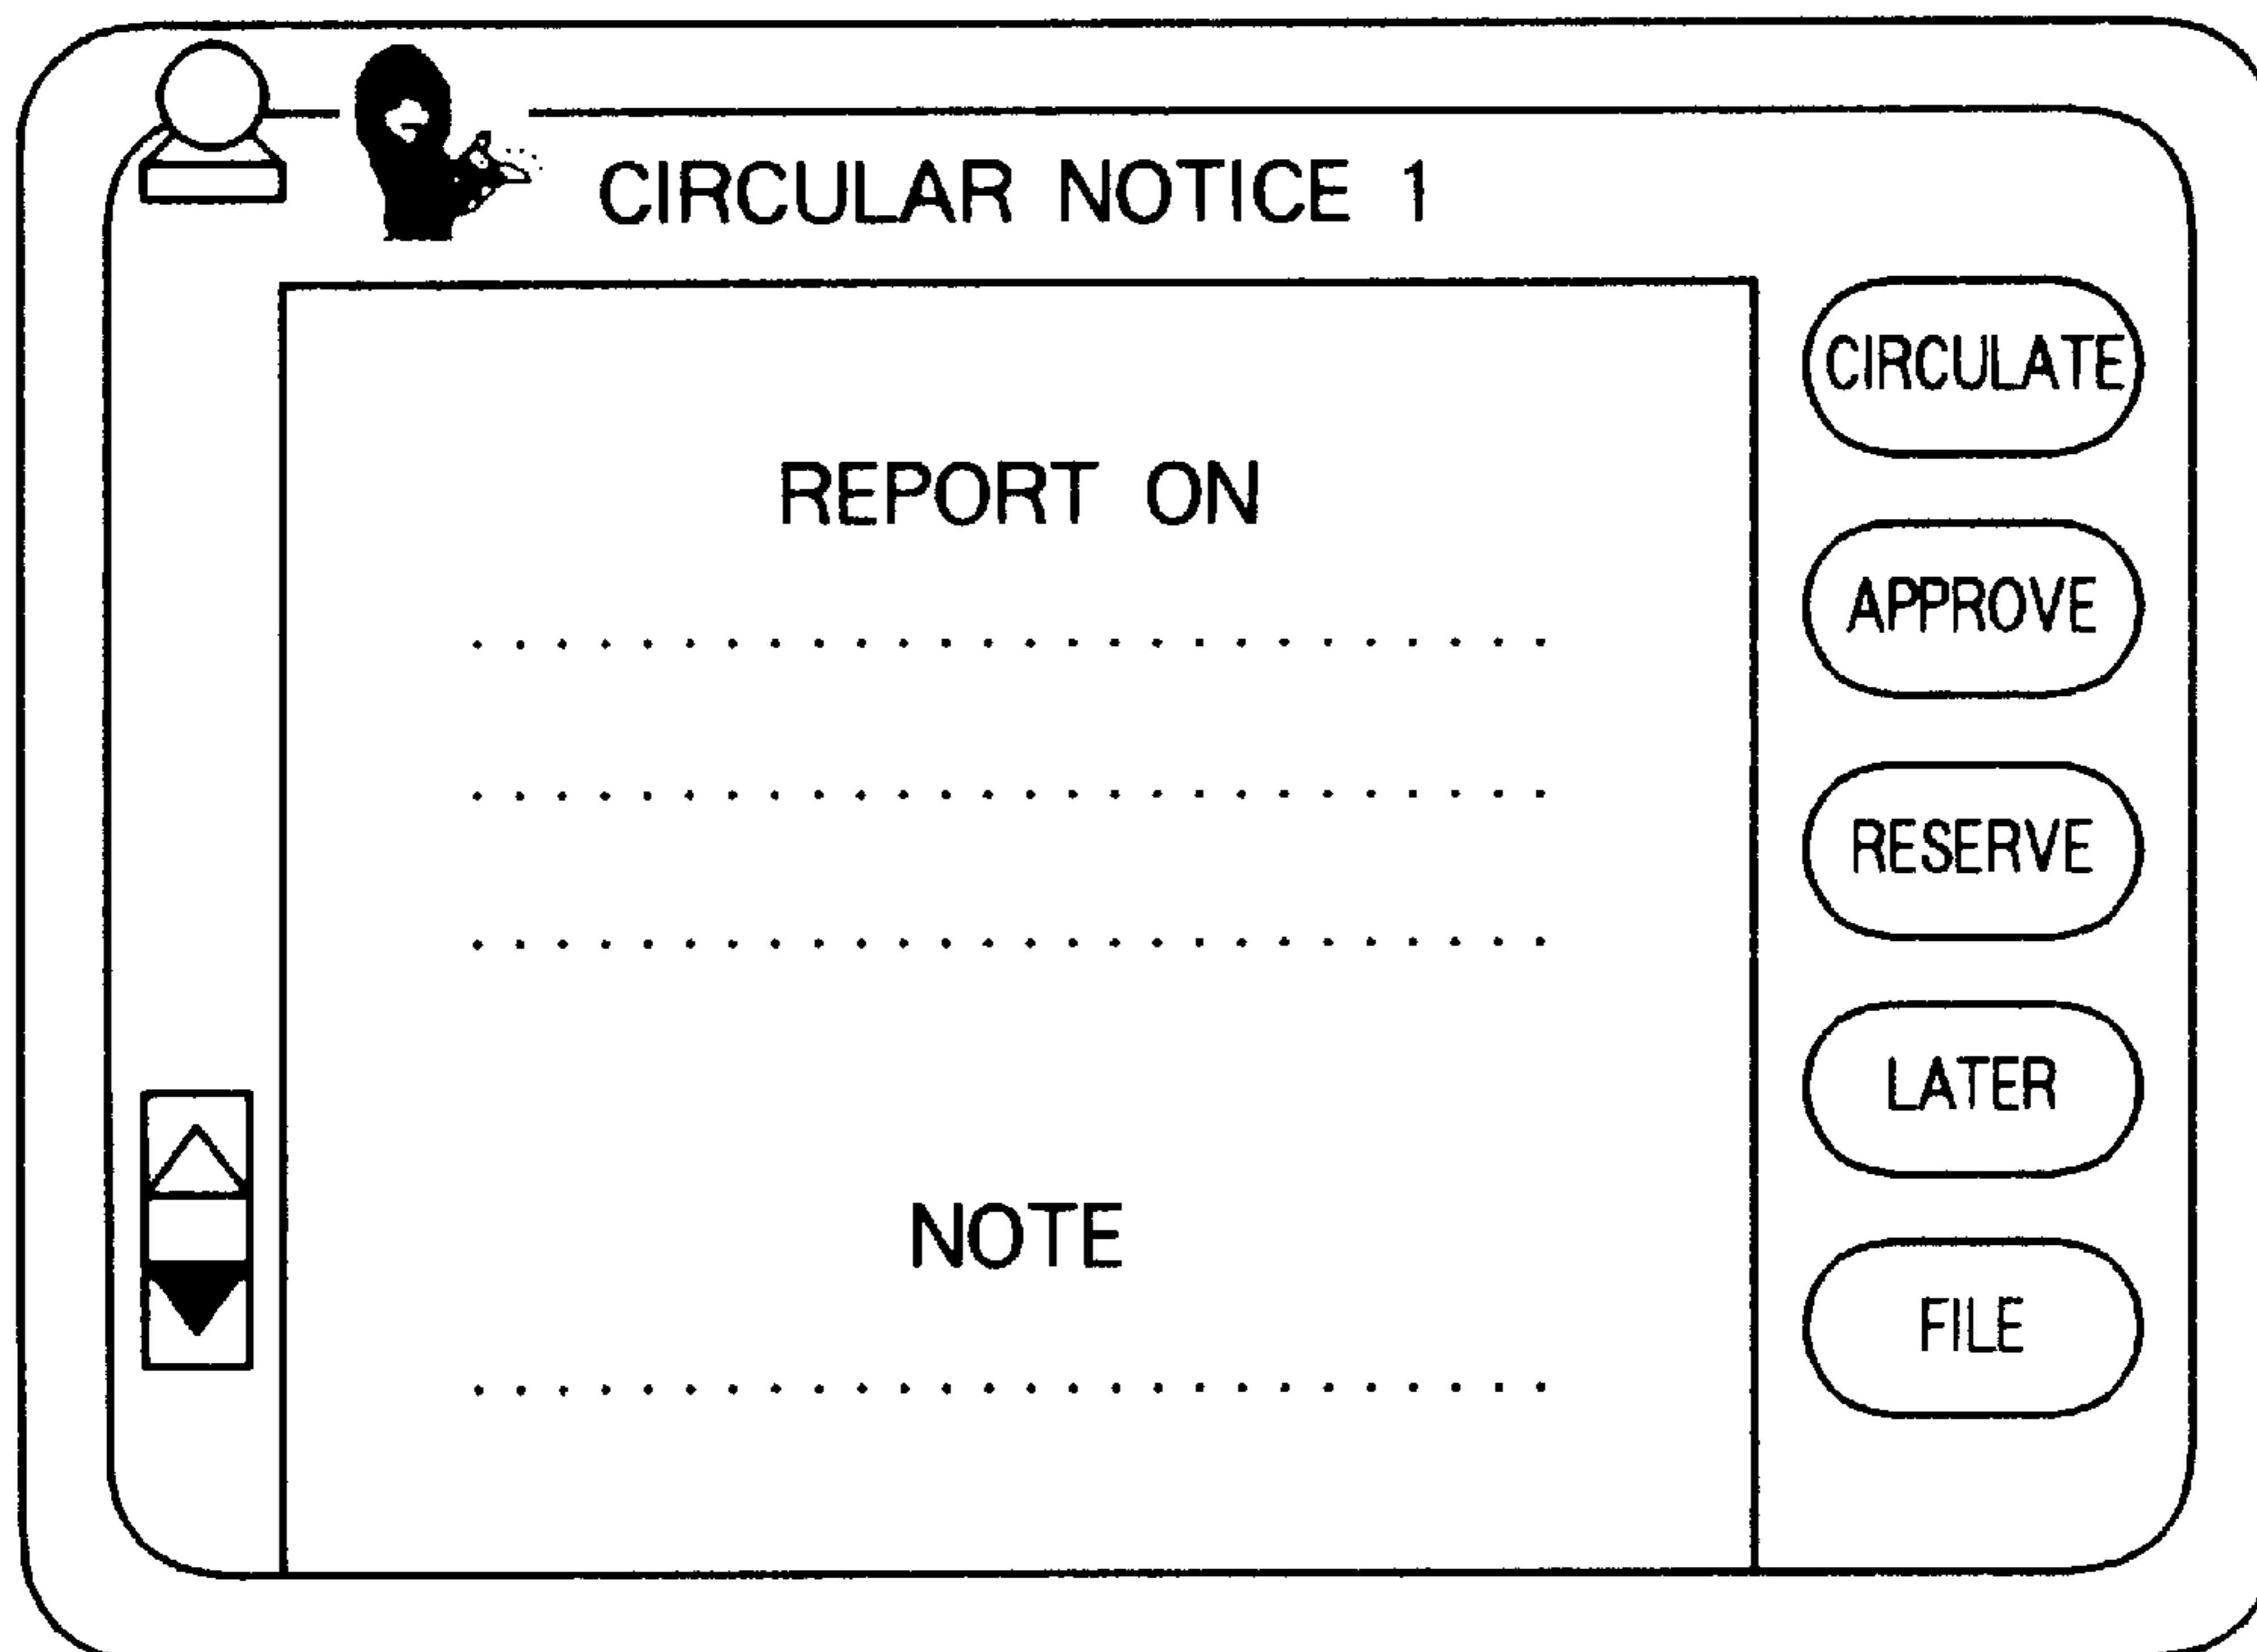 CIRCULAR NOTICE 1
REPORT ON
.
.
.
NOTE
.
CIRCULATE
APPROVE
RESERVE
LATER
FILE